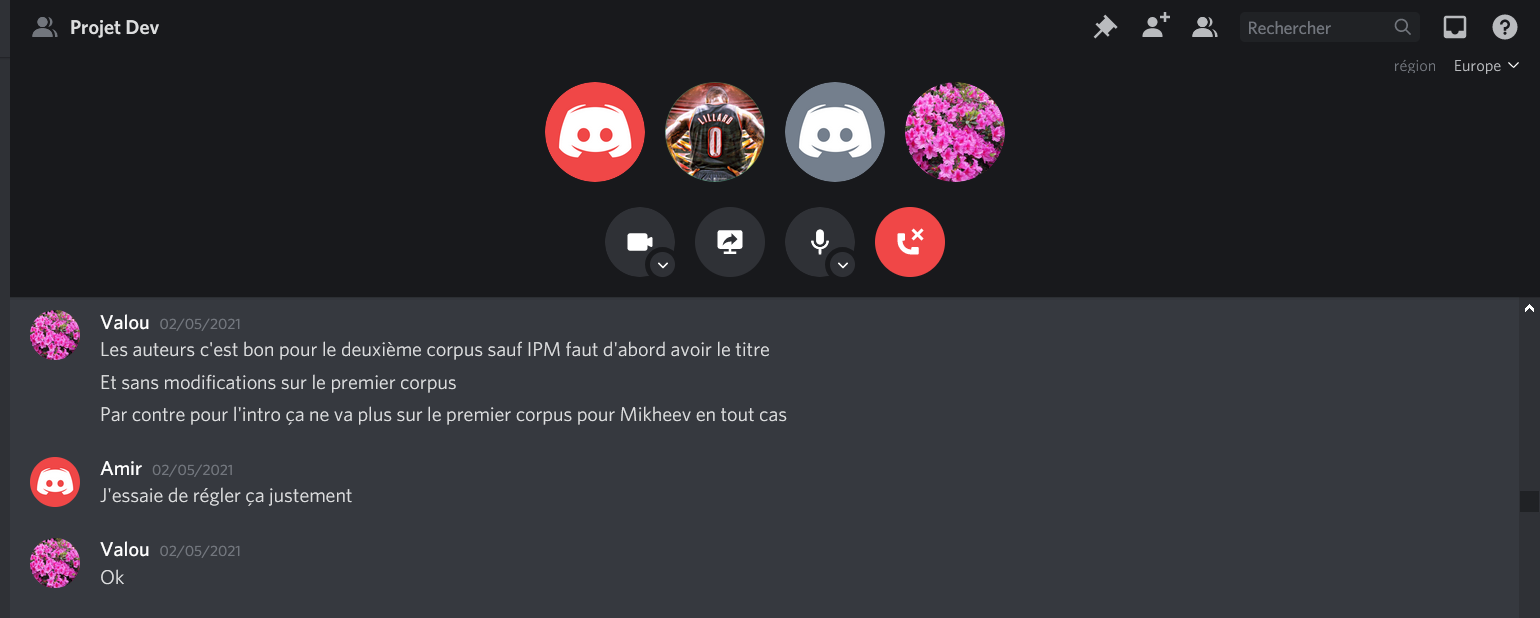 Projet Dev
Rechercher
région Europe
LILLARD
0
Valou 02/05/2021
Les auteurs c'est bon pour le deuxième corpus sauf IPM faut d'abord avoir le titre
Et sans modifications sur le premier corpus
Par contre pour l'intro ça ne va plus sur le premier corpus pour Mikheev en tout cas
Amir 02/05/2021
J'essaie de régler ça justement
Valou 02/05/2021
Ok